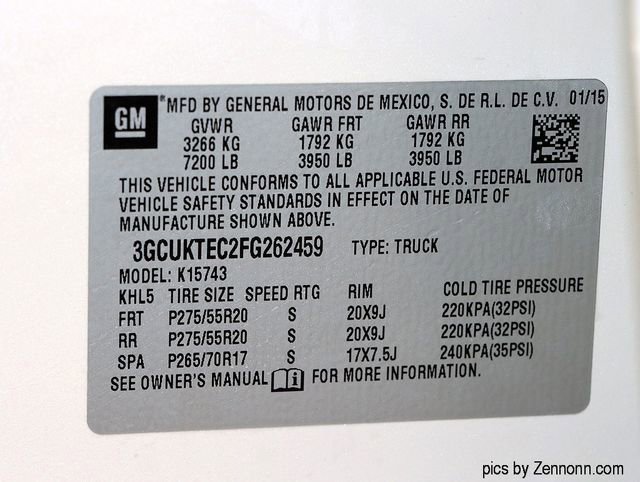 GM *MFD BY GENERAL MOTORS DE MEXICO, S. DE R.L. DE C.V. 01/15
GVWR GAWR FRT GAWR RR
3266 KG 1792 KG 1792 KG
7200 LB 3950 LB 3950 LB
THIS VEHICLE CONFORMS TO ALL APPLICABLE U.S. FEDERAL MOTOR
VEHICLE SAFETY STANDARDS IN EFFECT ON THE DATE OF
MANUFACTURE SHOWN ABOVE.
3GCUKTEC2FG262459 TYPE: TRUCK
MODEL: K15743
KHL5 TIRE SIZE SPEED RTG RIM COLD TIRE PRESSURE
FRT P275/55R20 S 20X9J 220KPA(32PSI)
RR P275/55R20 S 20X9J 220KPA(32PSI)
SPA P265/70R17 S 17X7.5J 240KPA(35PSI)
SEE OWNER'S MANUAL i FOR MORE INFORMATION.
pics by Zennonn.com